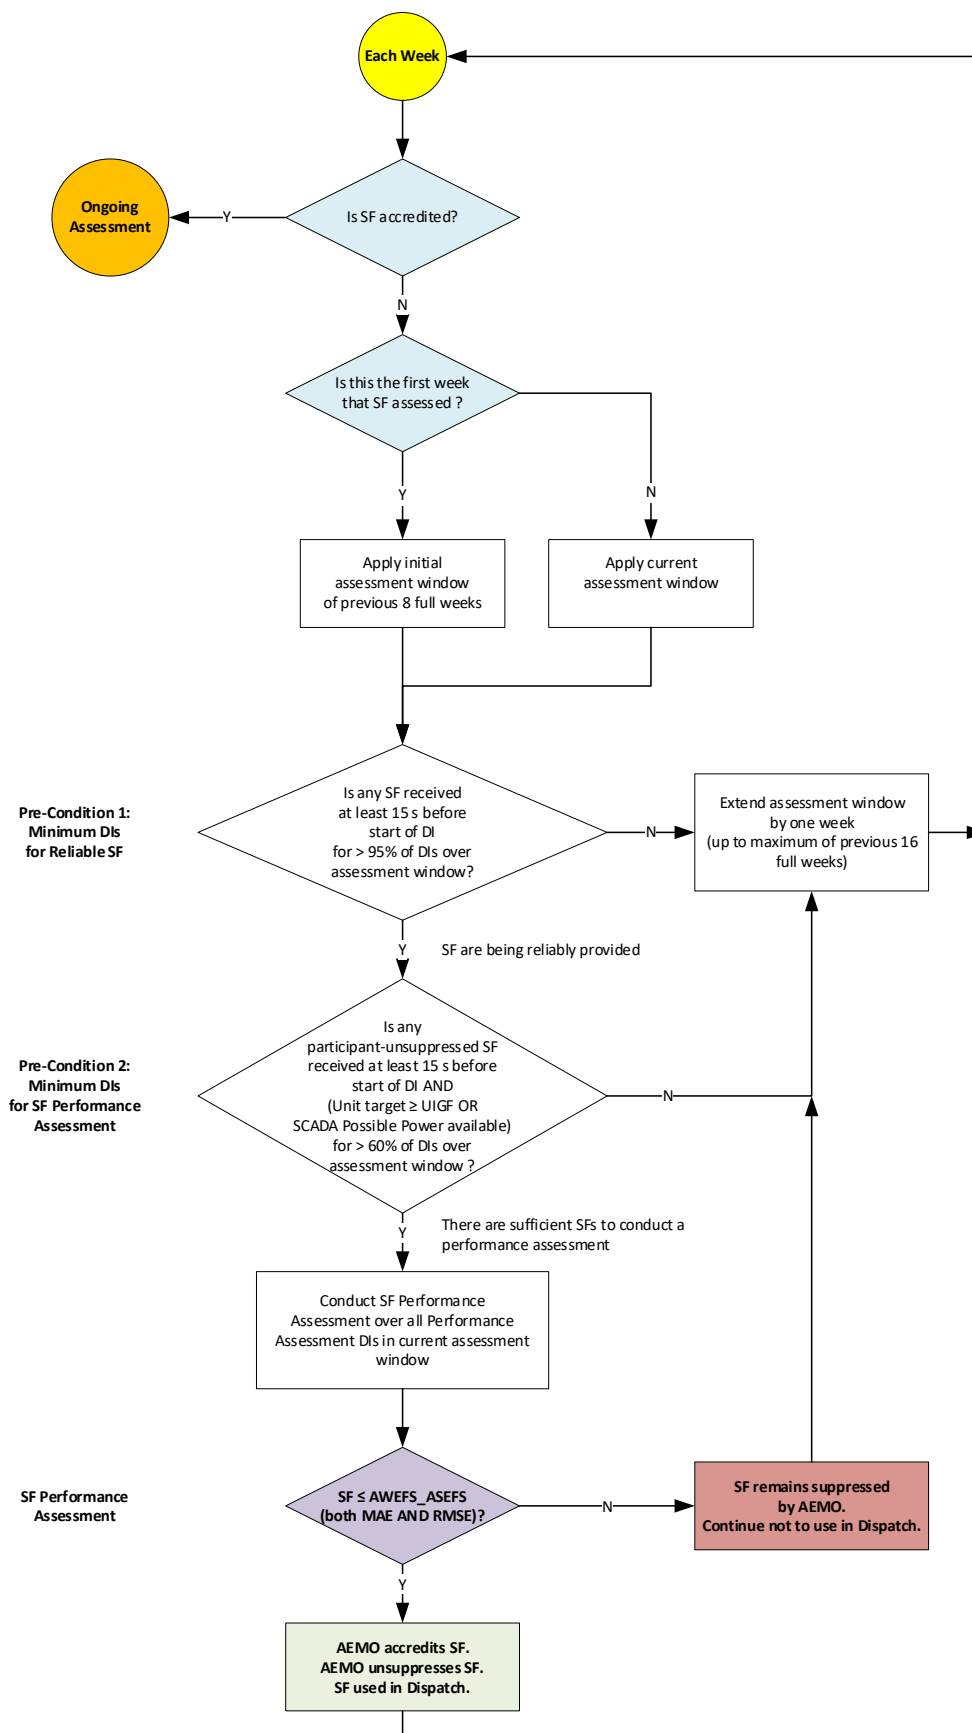 Each Week
Is SF accredited?
Y
Ongoing
Assessment
N
Is this the first week
that SF assessed ?
Y
N
Apply initial
assessment window
of previous 8 full weeks
Apply current
assessment window
Pre-Condition 1:
Minimum DIs
for Reliable SF
Is any SF received
at least 15 s before
start of DI
for > 95% of DIs over
assessment window?
N
Extend assessment window
by one week
(up to maximum of previous 16
full weeks)
Y
SF are being reliably provided
Pre-Condition 2:
Minimum DIs
for SF Performance
Assessment
Is any
participant-unsuppressed SF
received at least 15 s before
start of DI AND
(Unit target ≥ UIGF OR
SCADA Possible Power available)
for > 60% of DIs over
assessment window ?
N
Y
There are sufficient SFs to conduct a
performance assessment
Conduct SF Performance
Assessment over all Performance
Assessment DIs in current assessment
window
SF Performance
Assessment
SF ≤ AWEFS_ASEFS
(both MAE AND RMSE)?
N
SF remains suppressed
by AEMO.
Continue not to use in Dispatch.
Y
AEMO accredits SF.
AEMO unsuppresses SF.
SF used in Dispatch.